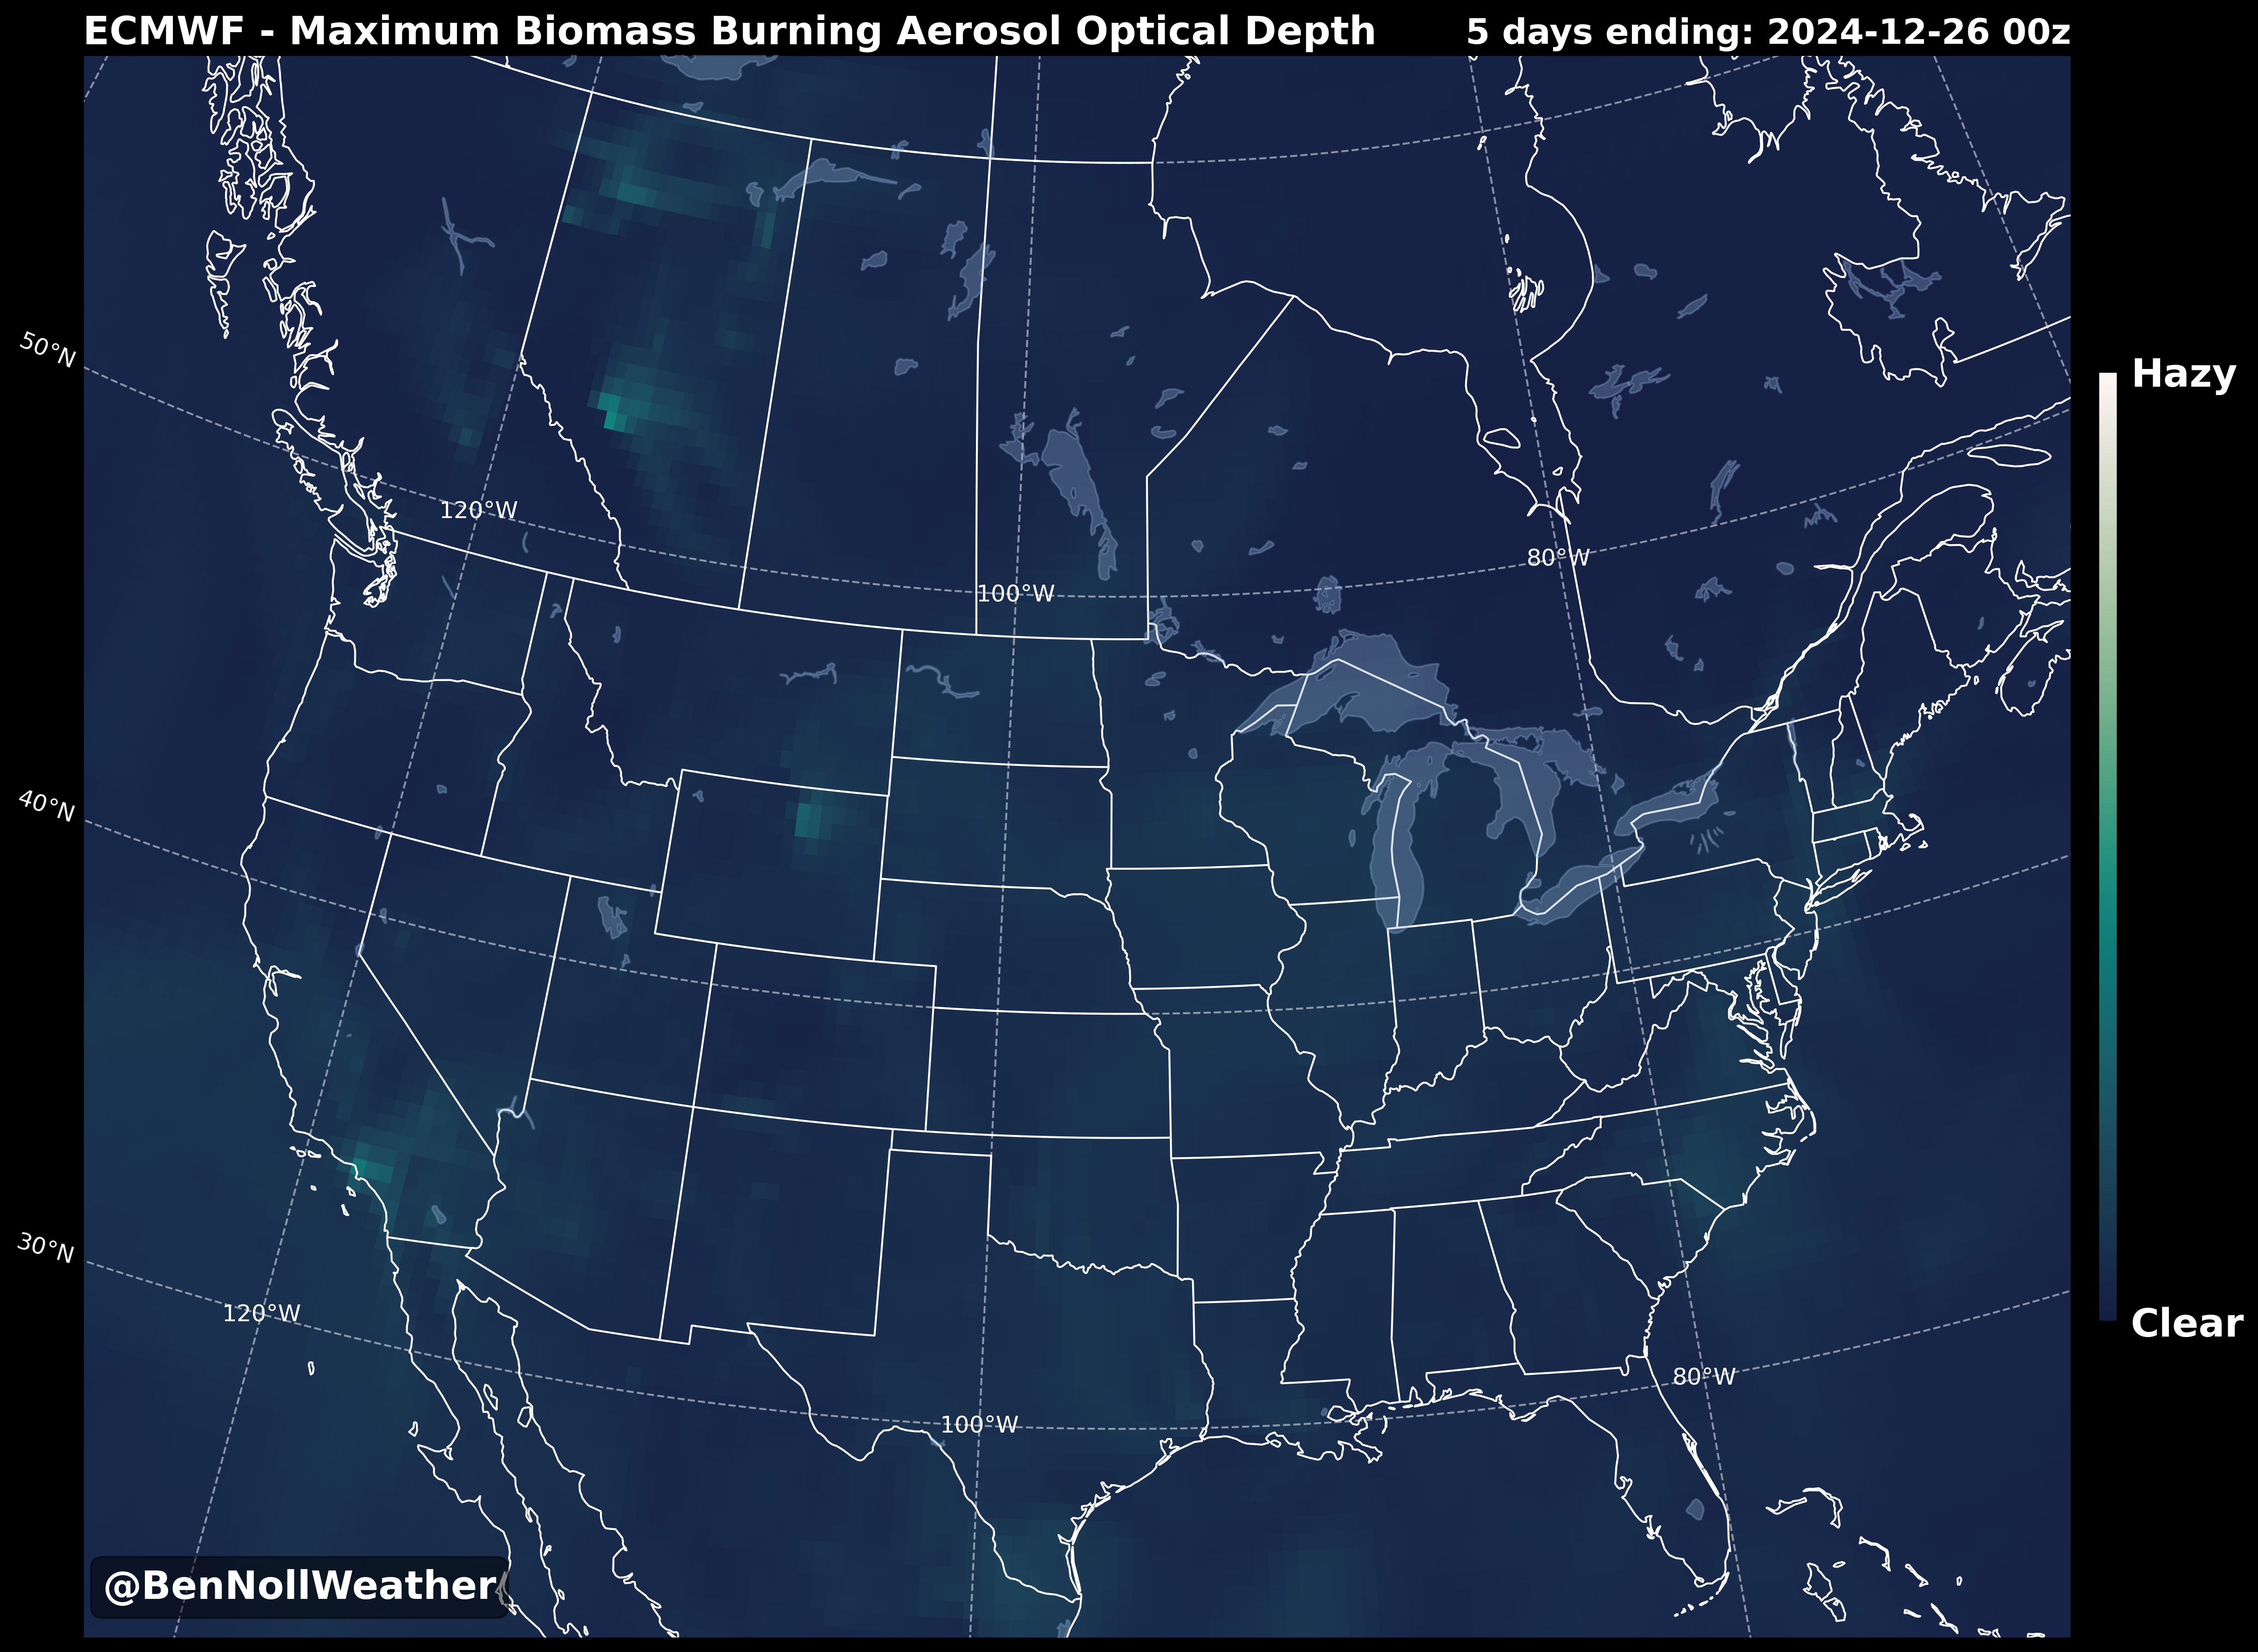 ECMWF - Maximum Biomass Burning Aerosol Optical Depth
5 days ending: 2024-12-26 00z
50°N
Hazy
120°W
80°W
100°W
40°N
30°N
120°W
Clear
80°W
100°W
@BenNollWeather